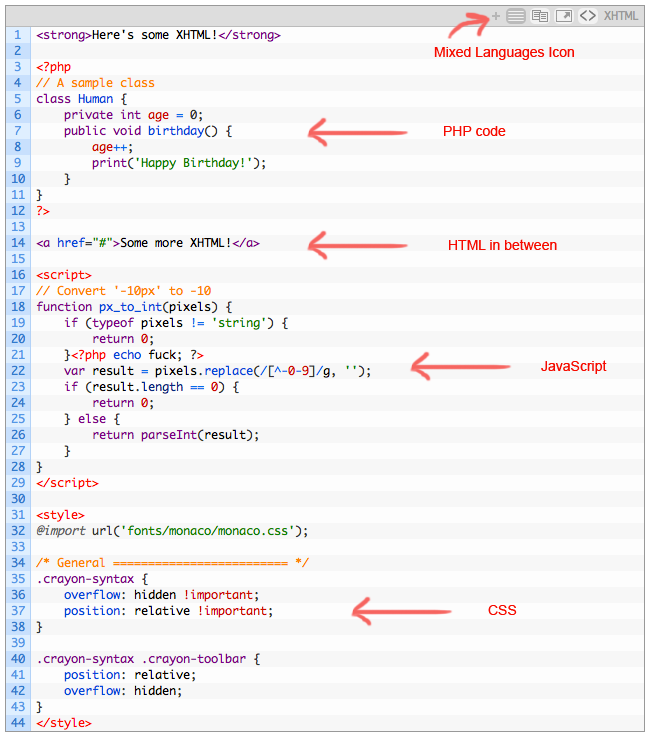 XHTML
Mixed Languages Icon
1 <strong>Here's some XHTML!</strong>
2
3 <?php
4 // A sample class
5 class Human {
6     private int age = 0;
7     public void birthday() {
PHP code
8         age++;
9         print('Happy Birthday!');
10     }
11 }
12 ?>
13
14 <a href="#">Some more XHTML!</a>
HTML in between
15
16 <script>
17 // Convert '-10px' to -10
18 function px_to_int(pixels) {
19     if (typeof pixels != 'string') {
20         return 0;
21     }<?php echo fuck; ?>
22     var result = pixels.replace(/[^-0-9]/g, '');
JavaScript
23     if (result.length == 0) {
24         return 0;
25     } else {
26         return parseInt(result);
27     }
28 }
29 </script>
30
31 <style>
32 @import url('fonts/monaco/monaco.css');
33
34 /* General ========================= */
35 .crayon-syntax {
36     overflow: hidden !important;
37     position: relative !important;
CSS
38 }
39
40 .crayon-syntax .crayon-toolbar {
41     position: relative;
42     overflow: hidden;
43 }
44 </style>